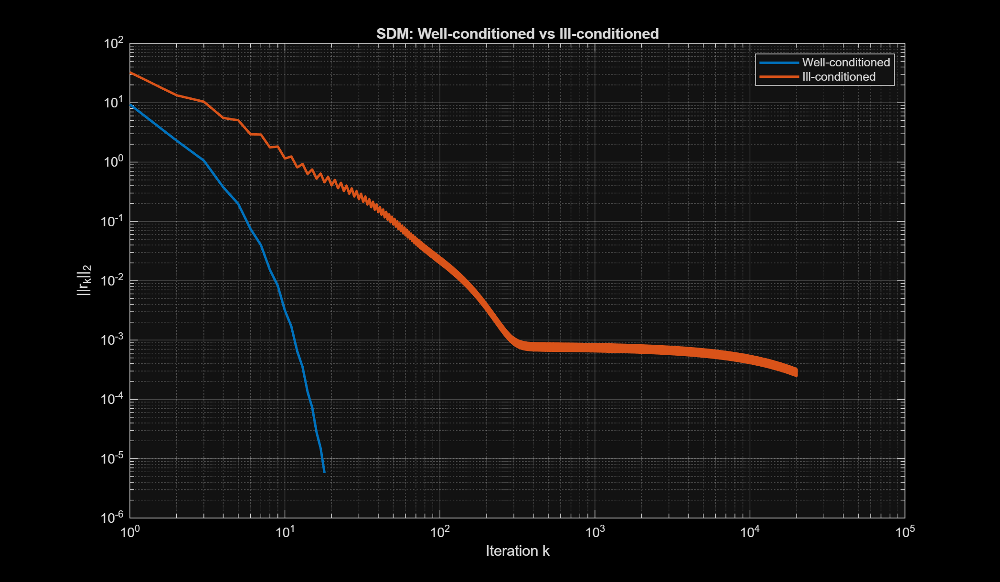 SDM: Well-conditioned vs Ill-conditioned
Well-conditioned
Ill-conditioned
10^2
10^1
10^0
10^-1
10^-2
10^-3
10^-4
10^-5
10^-6
||r_k||_2
10^0 10^1 10^2 10^3 10^4 10^5
Iteration k